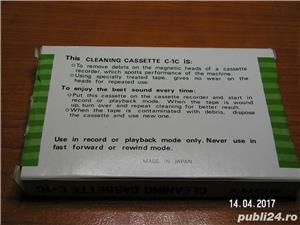 This CLEANING CASSETTE C-1C is:
○To remove debris on the magnetic heads of a cassette
recorder, which spoils performance of the machine.
○Using specially treated tape, gives no wear on the
heads for repeated use.
To enjoy the best sound every time:
○Put this cassette on the cassette recorder and start in
record or playback mode. When the tape is wound
up, turn over and repeat cleaning for better result.
○When the tape is contaminated with debris, dispose
the cassette and use new one.
Use in record or playback mode only. Never use in
fast forward or rewind mode.
MADE IN JAPAN
CLEANING CASSETTE C-1C
SONY
14.04.2017
publi24.ro